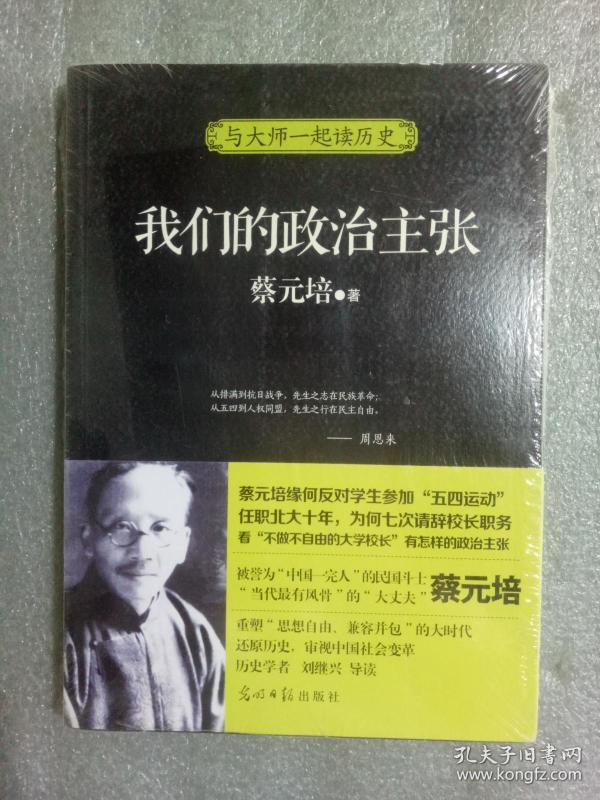 与大师一起读历史
我们的政治主张
蔡元培●著
从排满到抗日战争，先生之志在民族革命；
从五四到人权同盟，先生之行在民主自由。
—— 周恩来
蔡元培缘何反对学生参加“五四运动”
任职北大十年，为何七次请辞校长职务
看“不做不自由的大学校长”有怎样的政治主张
被誉为“中国一完人”的民国斗士
“当代最有风骨”的“大丈夫”
蔡元培
重塑“思想自由、兼容并包”的大时代
还原历史，审视中国社会变革
历史学者 刘继兴 导读
光明日报出版社
孔夫子旧书网
www.kongfz.com